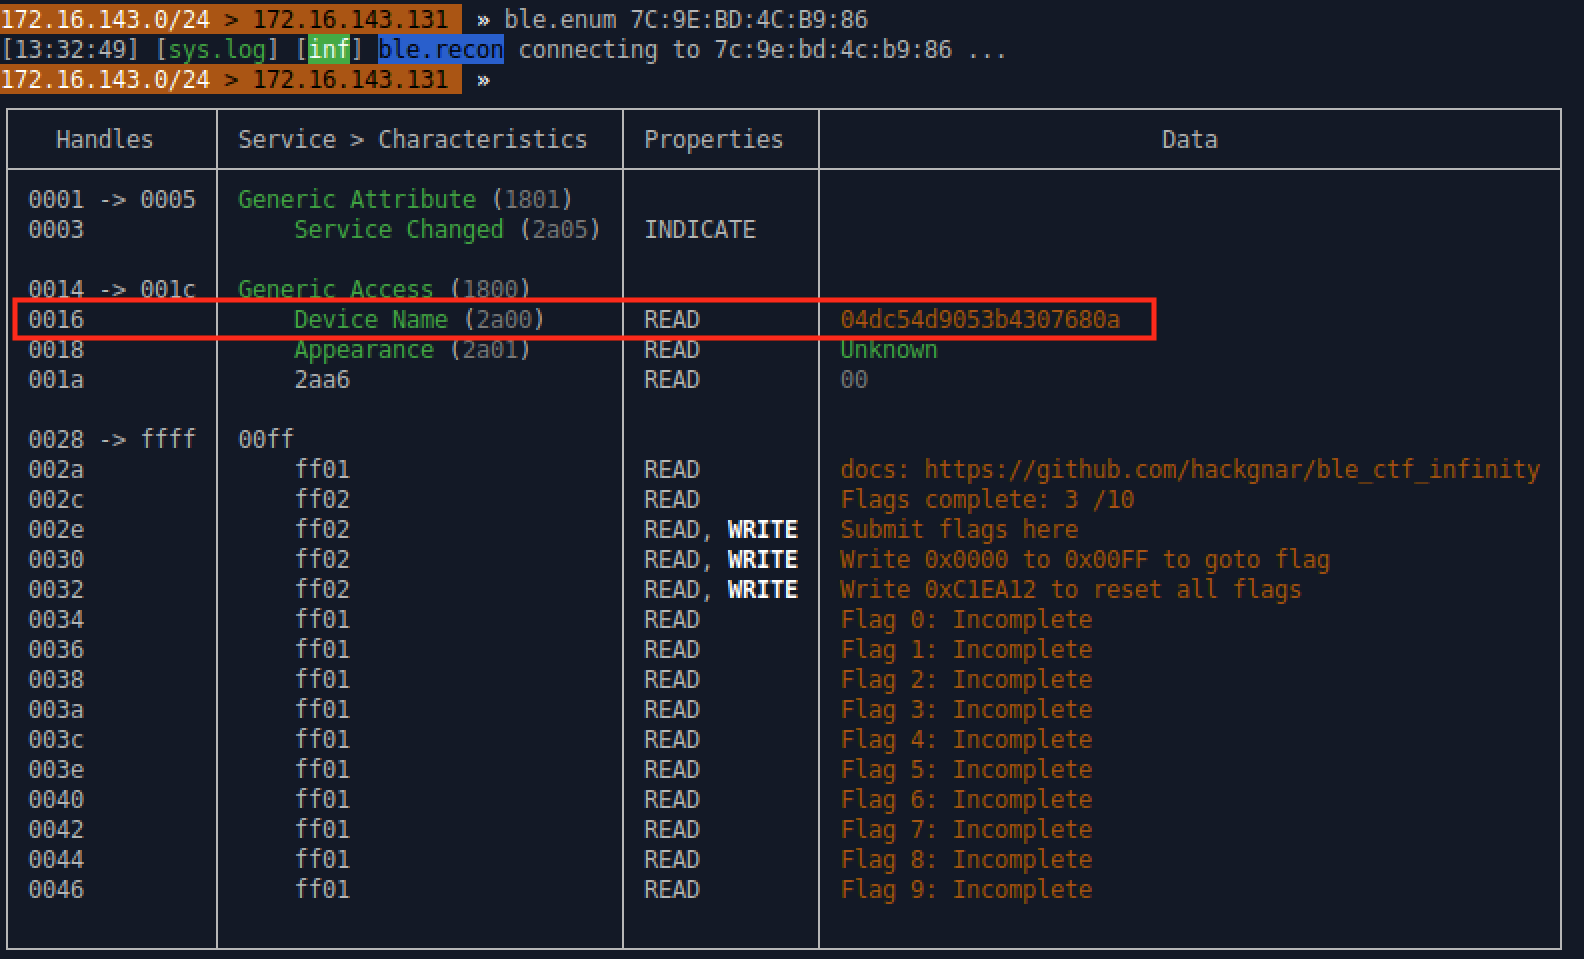 172.16.143.0/24 > 172.16.143.131 » ble.enum 7C:9E:BD:4C:B9:86
[13:32:49] [sys.log] [inf] ble.recon connecting to 7c:9e:bd:4c:b9:86 ...
172.16.143.0/24 > 172.16.143.131 »
Handles Service > Characteristics Properties Data
0001 -> 0005 Generic Attribute (1801)
0003 Service Changed (2a05) INDICATE
0014 -> 001c Generic Access (1800)
0016 Device Name (2a00) READ 04dc54d9053b4307680a
0018 Appearance (2a01) READ Unknown
001a 2aa6 READ 00
0028 -> ffff 00ff
002a ff01 READ docs: https://github.com/hackgnar/ble_ctf_infinity
002c ff02 READ Flags complete: 3 /10
002e ff02 READ, WRITE Submit flags here
0030 ff02 READ, WRITE Write 0x0000 to 0x00FF to goto flag
0032 ff02 READ, WRITE Write 0xC1EA12 to reset all flags
0034 ff01 READ Flag 0: Incomplete
0036 ff01 READ Flag 1: Incomplete
0038 ff01 READ Flag 2: Incomplete
003a ff01 READ Flag 3: Incomplete
003c ff01 READ Flag 4: Incomplete
003e ff01 READ Flag 5: Incomplete
0040 ff01 READ Flag 6: Incomplete
0042 ff01 READ Flag 7: Incomplete
0044 ff01 READ Flag 8: Incomplete
0046 ff01 READ Flag 9: Incomplete